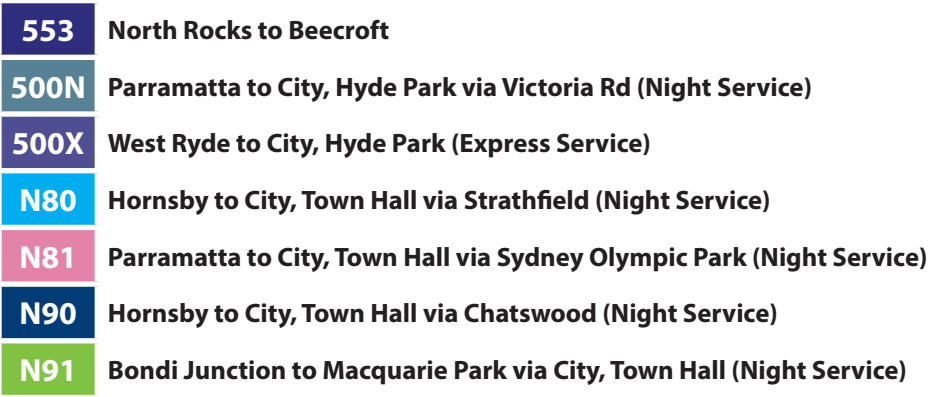 553 North Rocks to Beecroft
500N Parramatta to City, Hyde Park via Victoria Rd (Night Service)
500X West Ryde to City, Hyde Park (Express Service)
N80 Hornsby to City, Town Hall via Strathfield (Night Service)
N81 Parramatta to City, Town Hall via Sydney Olympic Park (Night Service)
N90 Hornsby to City, Town Hall via Chatswood (Night Service)
N91 Bondi Junction to Macquarie Park via City, Town Hall (Night Service)